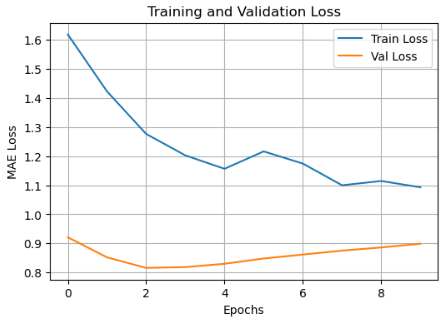 Training and Validation Loss
Train Loss
Val Loss
1.6
1.5
1.4
1.3
1.2
1.1
1.0
0.9
0.8
MAE Loss
0 2 4 6 8
Epochs